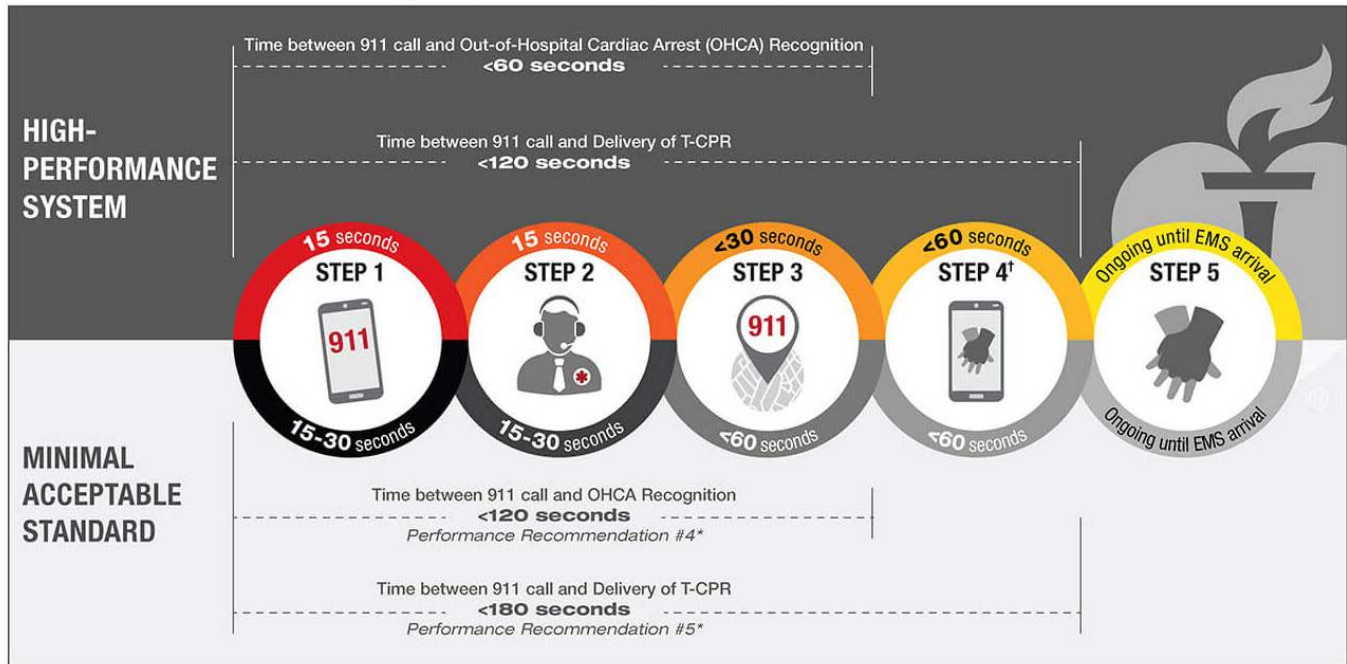 Time between 911 call and Out-of-Hospital Cardiac Arrest (OHCA) Recognition
<60 seconds
HIGH-
PERFORMANCE
SYSTEM
Time between 911 call and Delivery of T-CPR
<120 seconds
15 seconds
STEP 1
911
15-30 seconds
15 seconds
STEP 2
15-30 seconds
<30 seconds
STEP 3
911
<60 seconds
<60 seconds
STEP 4†
<60 seconds
Ongoing until EMS arrival
STEP 5
Ongoing until EMS arrival
MINIMAL
ACCEPTABLE
STANDARD
Time between 911 call and OHCA Recognition
<120 seconds
Performance Recommendation #4*
Time between 911 call and Delivery of T-CPR
<180 seconds
Performance Recommendation #5*